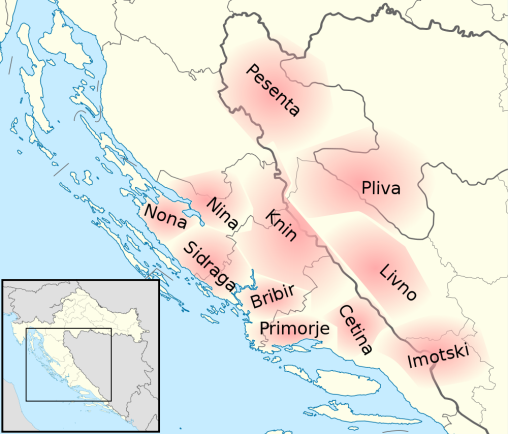 Pesenta
Pliva
Nona
Nina
Knin
Sidraga
Livno
Bribir
Primorje
Cetina
Imotski